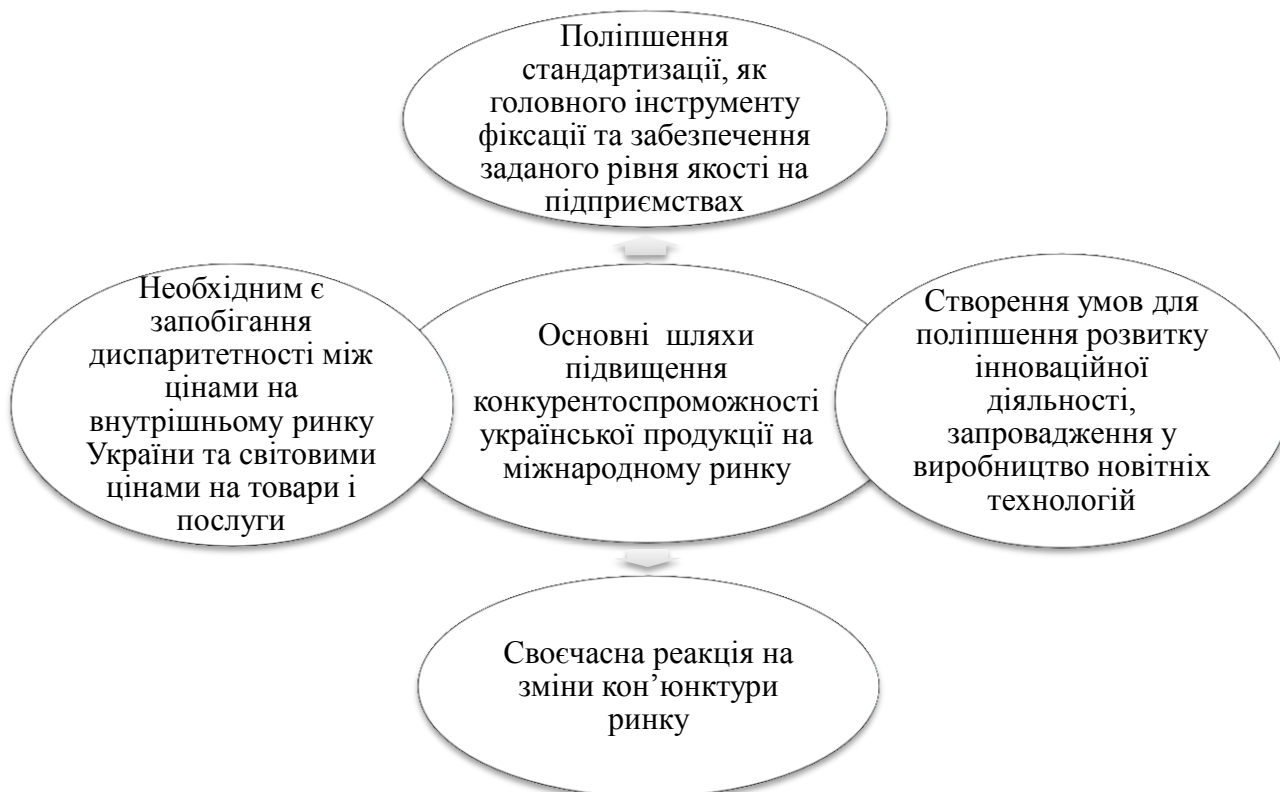 Поліпшення
стандартизації, як
головного інструменту
фіксації та забезпечення
заданого рівня якості на
підприємствах
Необхідним є
запобігання
диспаритетності між
цінами на
внутрішньому ринку
України та світовими
цінами на товари і
послуги
Основні шляхи
підвищення
конкурентоспроможності
української продукції на
міжнародному ринку
Створення умов для
поліпшення розвитку
інноваційної
діяльності,
запровадження у
виробництво новітніх
технологій
Своєчасна реакція на
зміни кон’юнктури
ринку